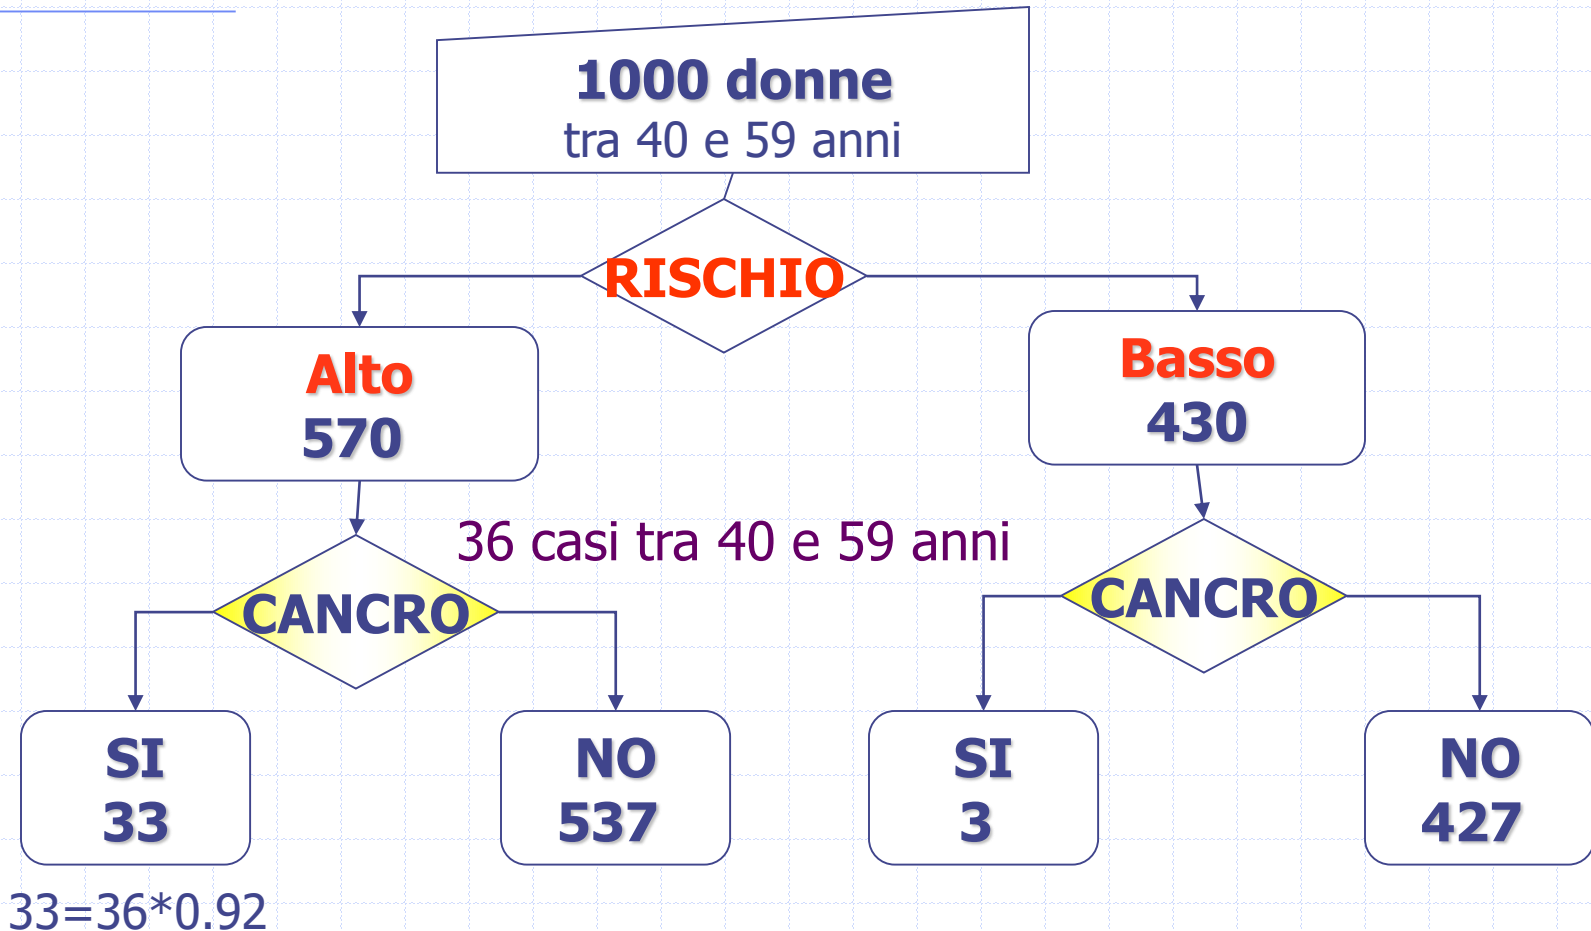 1000 donne
tra 40 e 59 anni
RISCHIO
Alto
570
Basso
430
36 casi tra 40 e 59 anni
CANCRO
CANCRO
SI
33
NO
537
SI
3
NO
427
33=36*0.92